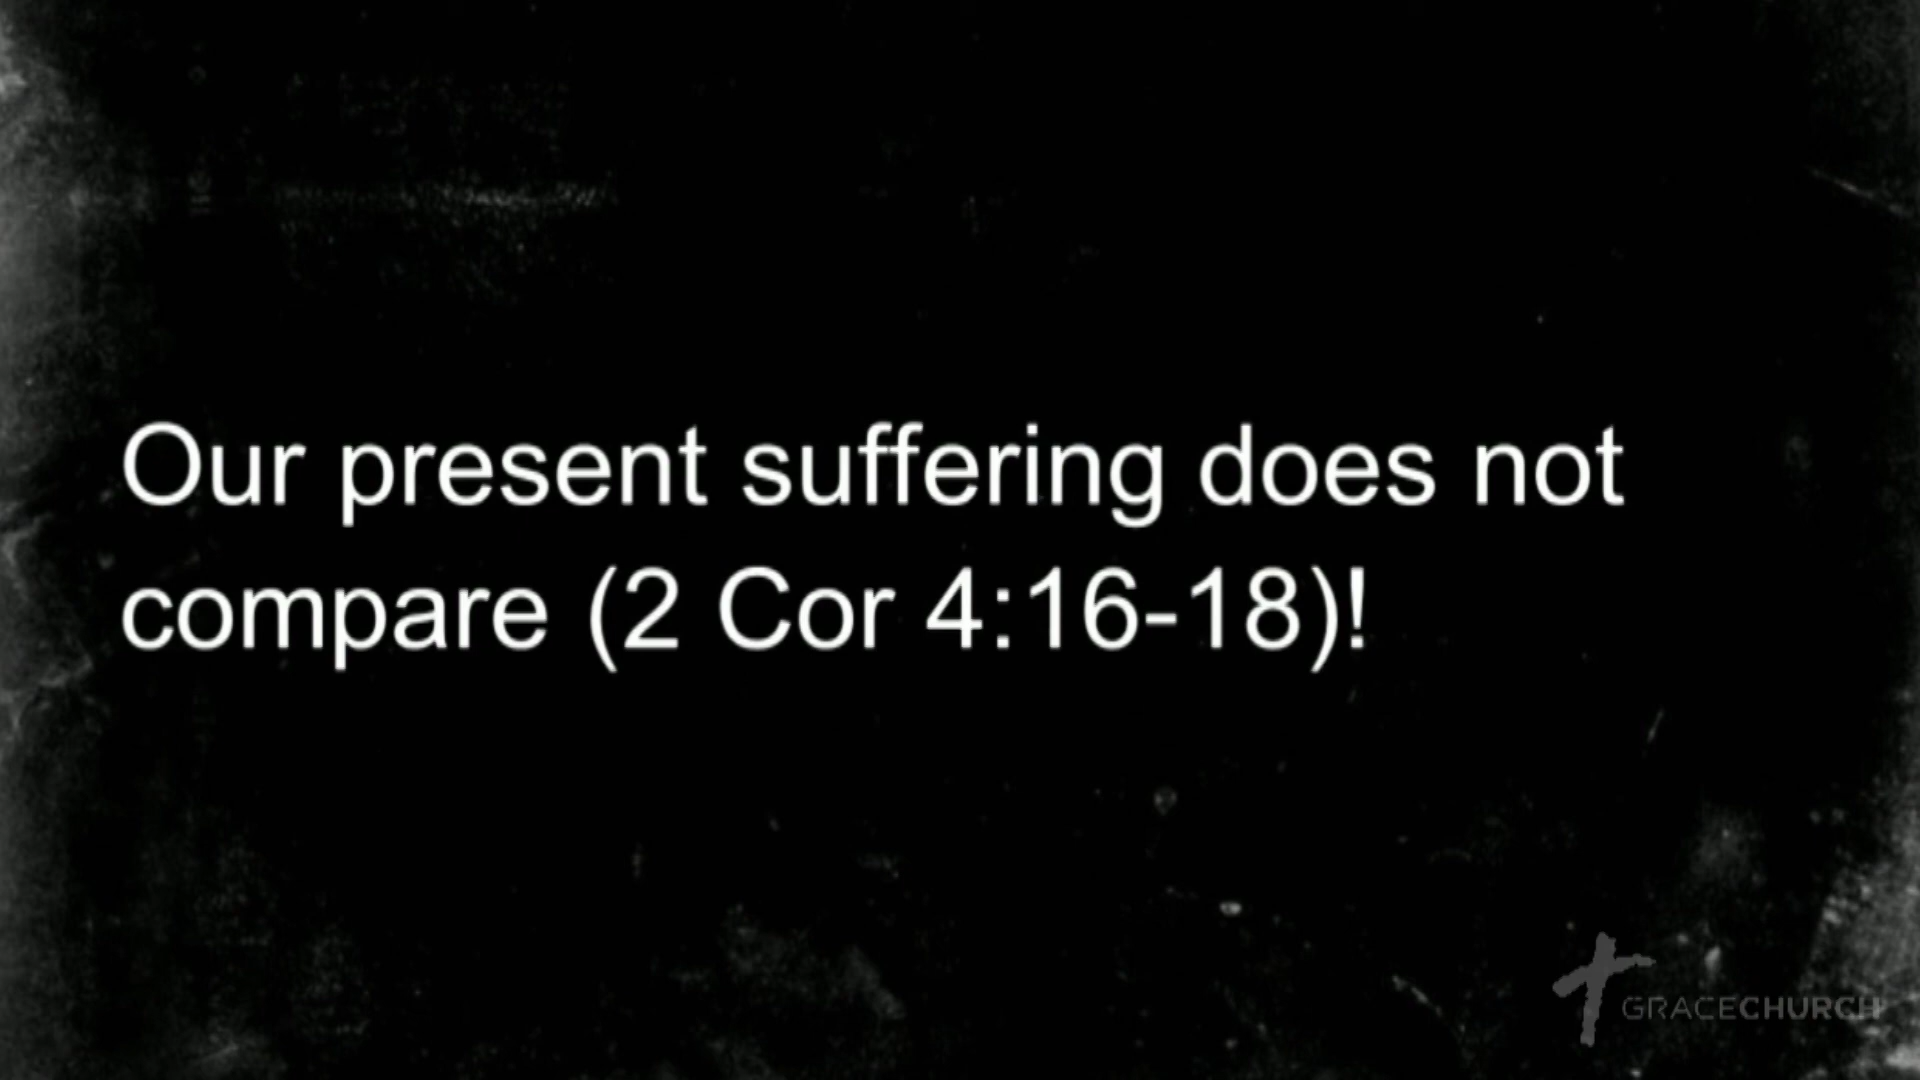 Our present suffering does not
compare (2 Cor 4:16-18)!
GRACECHURCH